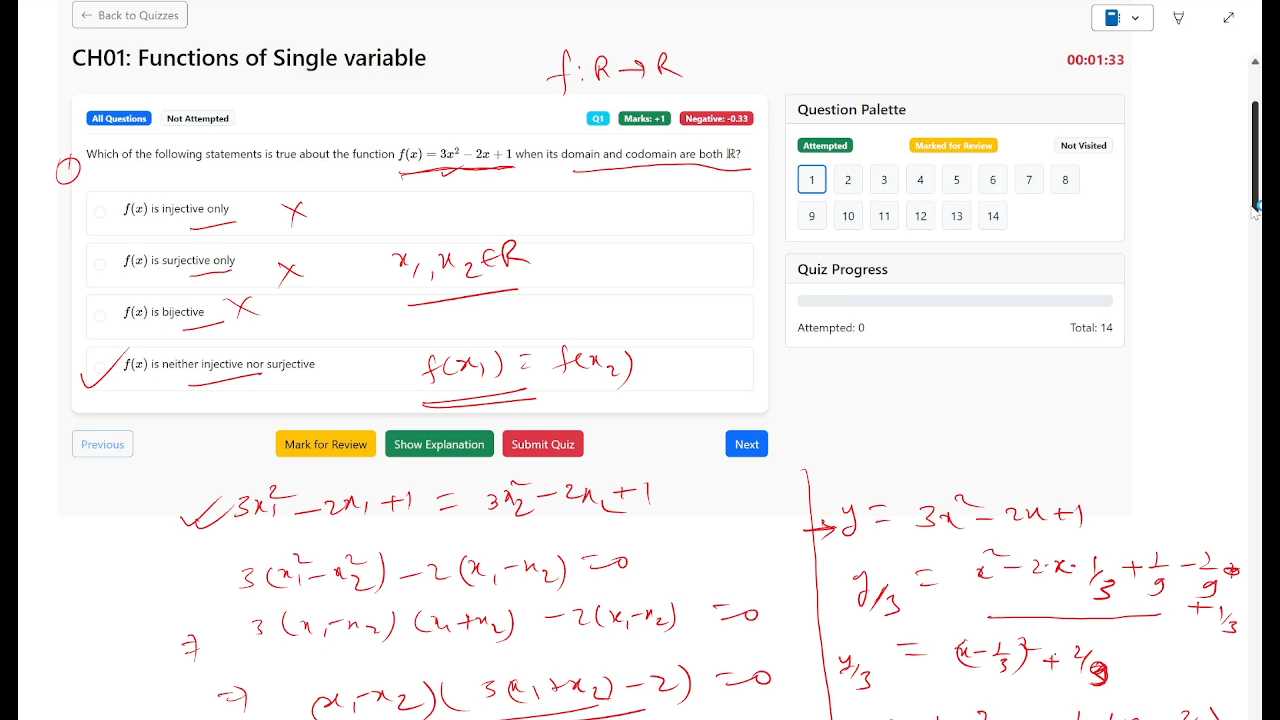 ← Back to Quizzes
CH01: Functions of Single variable
f: R → R
00:01:33
All Questions Not Attempted Q1 Marks: +1 Negative: -0.33
① Which of the following statements is true about the function f(x) = 3x² − 2x + 1 when its domain and codomain are both ℝ?
f(x) is injective only ×
f(x) is surjective only ×
x₁, x₂ ∈ R
f(x) is bijective ×
✓ f(x) is neither injective nor surjective
f(x₁) = f(x₂)
Previous Mark for Review Show Explanation Submit Quiz Next
Question Palette
Attempted Marked for Review Not Visited
1 2 3 4 5 6 7 8
9 10 11 12 13 14
Quiz Progress
Attempted: 0 Total: 14
✓ 3x₁² − 2x₁ + 1 = 3x₂² − 2x₂ + 1
3(x₁² − x₂²) − 2(x₁ − x₂) = 0
⇒ 3(x₁ − x₂)(x₁ + x₂) − 2(x₁ − x₂) = 0
⇒ (x₁ − x₂)(3(x₁ + x₂) − 2) = 0
→ y = 3x² − 2x + 1
y/3 = x² − 2·x·1/3 + 1/9 − 1/9 + 1/3
y/3 = (x − 1/3)² + 2/9